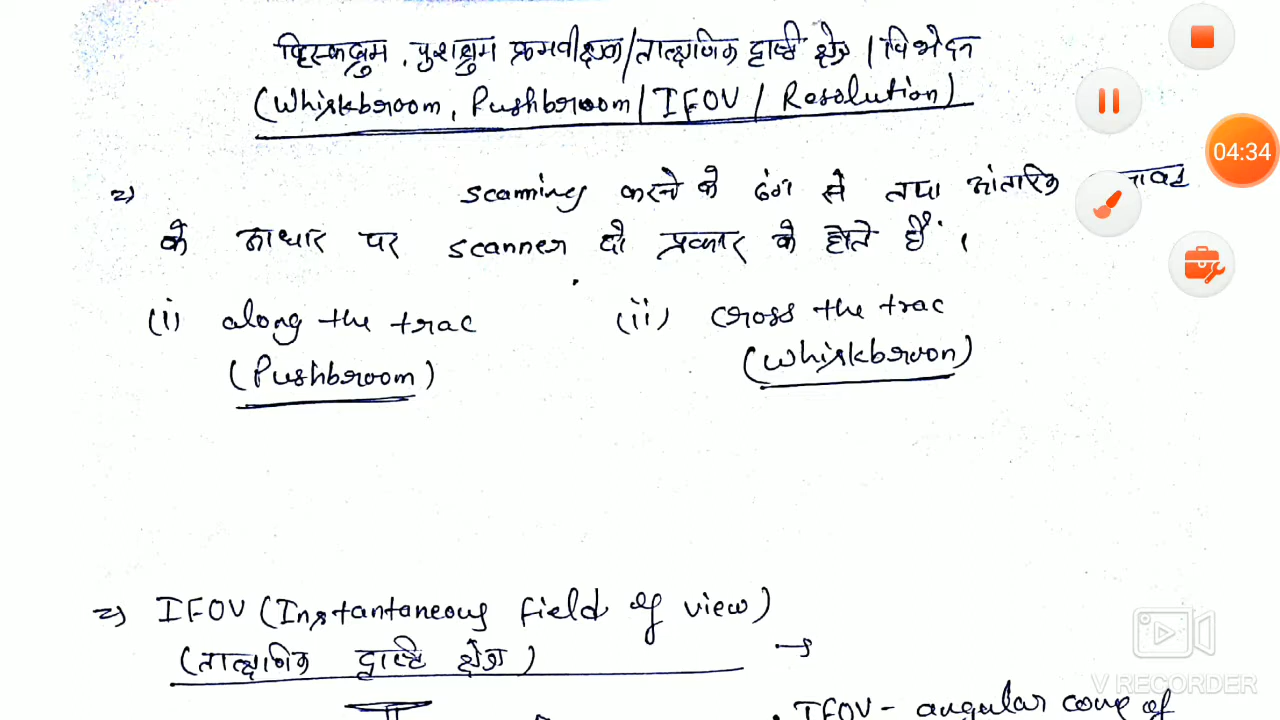 व्हिस्कब्रुम, पुशब्रुम क्रमवीक्षक/तात्क्षणिक दृष्टि क्षेत्र/विभेदन
(Whiskbroom, Pushbroom/IFOV/Resolution)
04:34
=) scanning करने के ढंग से तथा आंतरिक
के आधार पर scanner दो प्रकार के होते हैं।
(i) along the trac (ii) cross the trac
(Pushbroom) (Whiskbroon)
=) IFOV (Instantaneous field of view)
(तात्क्षणिक दृष्टि क्षेत्र) →
IFOV - angular cone of
V RECORDER